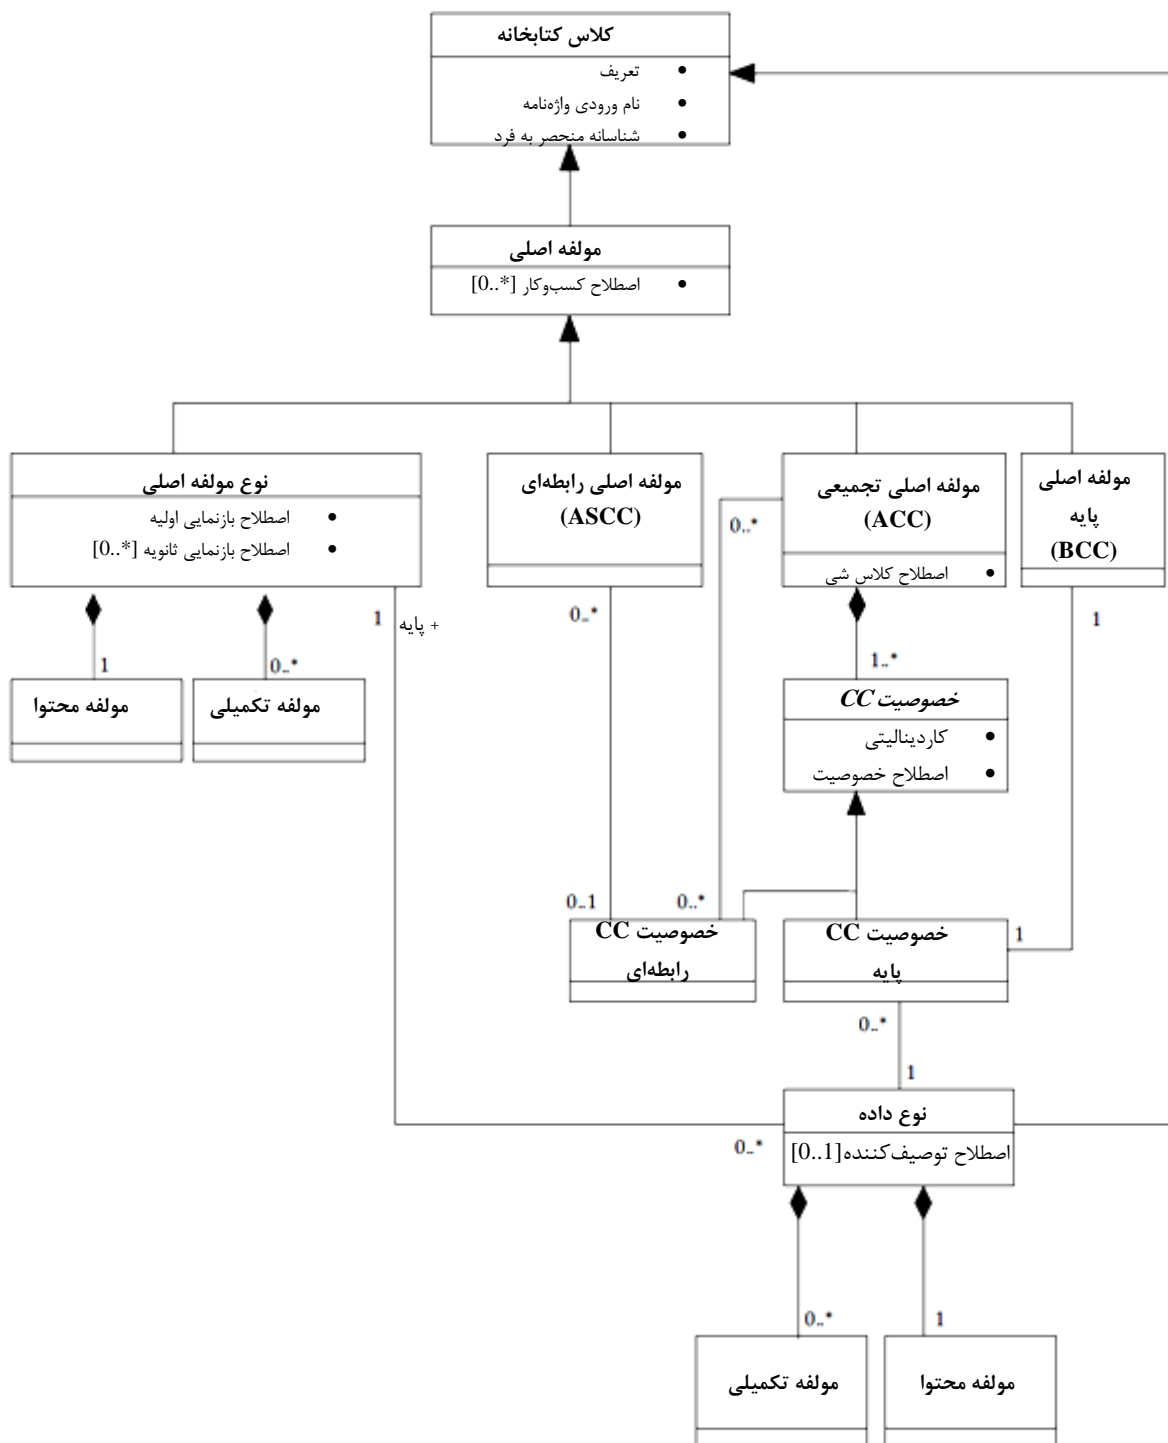 کلاس کتابخانه
• تعریف
• نام ورودی واژه‌نامه
• شناسانه منحصر به فرد
مولفه اصلی
• اصطلاح کسب‌وکار [0..*]
نوع مولفه اصلی
• اصطلاح بازنمایی اولیه
• اصطلاح بازنمایی ثانویه [0..*]
مولفه اصلی رابطه‌ای
(ASCC)
مولفه اصلی تجمیعی
(ACC)
• اصطلاح کلاس شی
مولفه اصلی
پایه
(BCC)
0..*
0..*
1
1
+ پایه
1
0..*
1..*
مولفه محتوا
مولفه تکمیلی
خصوصیت CC
• کاردینالیتی
• اصطلاح خصوصیت
0..1
0..*
خصوصیت CC
رابطه‌ای
خصوصیت CC
پایه
1
0..*
1
نوع داده
اصطلاح توصیف‌کننده [0..1]
0..*
0..*
1
مولفه تکمیلی
مولفه محتوا